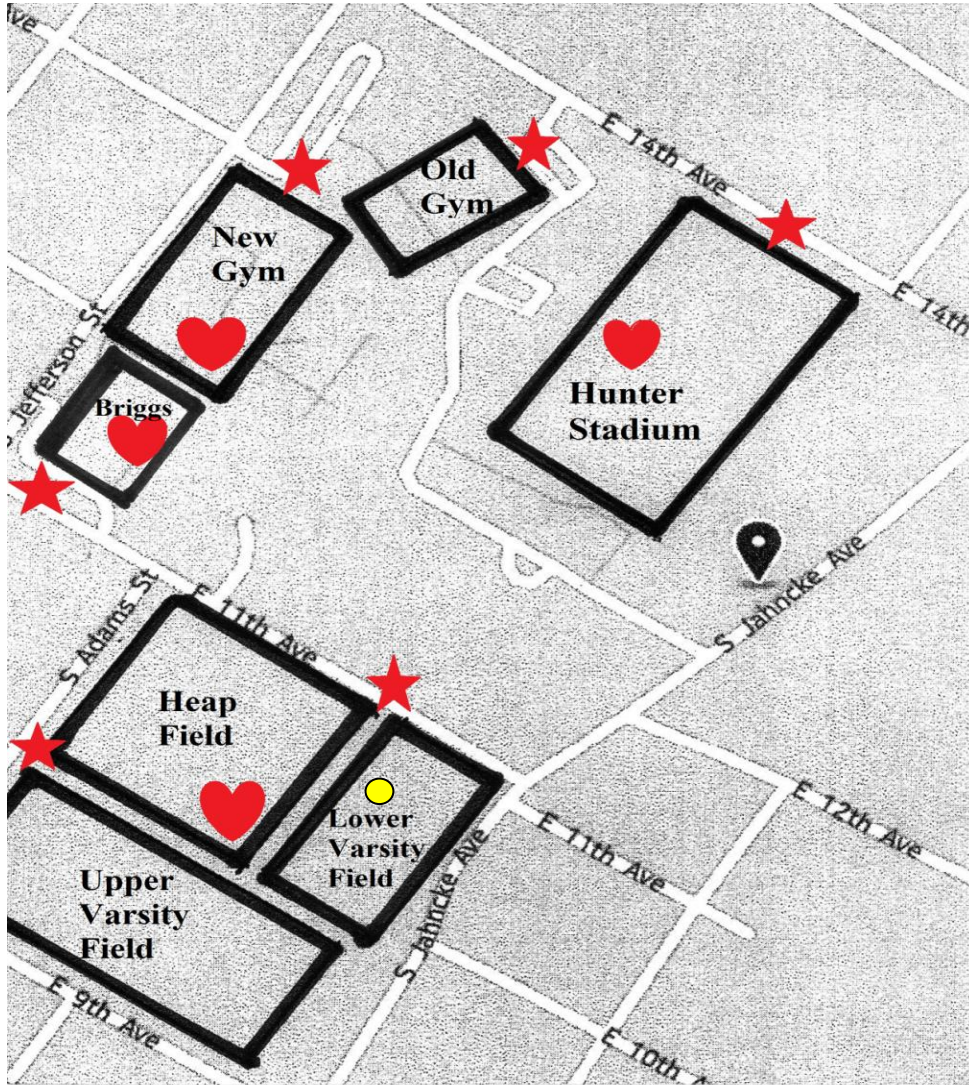 E 14th Ave
Old
Gym
New
Gym
E 14th
S Jefferson St
Hunter
Stadium
Briggs
S Jahncke Ave
S Adams St
E 11th Ave
Heap
Field
E 12th Ave
Lower
Varsity
Field
E 11th Ave
Upper
Varsity
Field
S Jahncke Ave
E 9th Ave
E 10th Ave